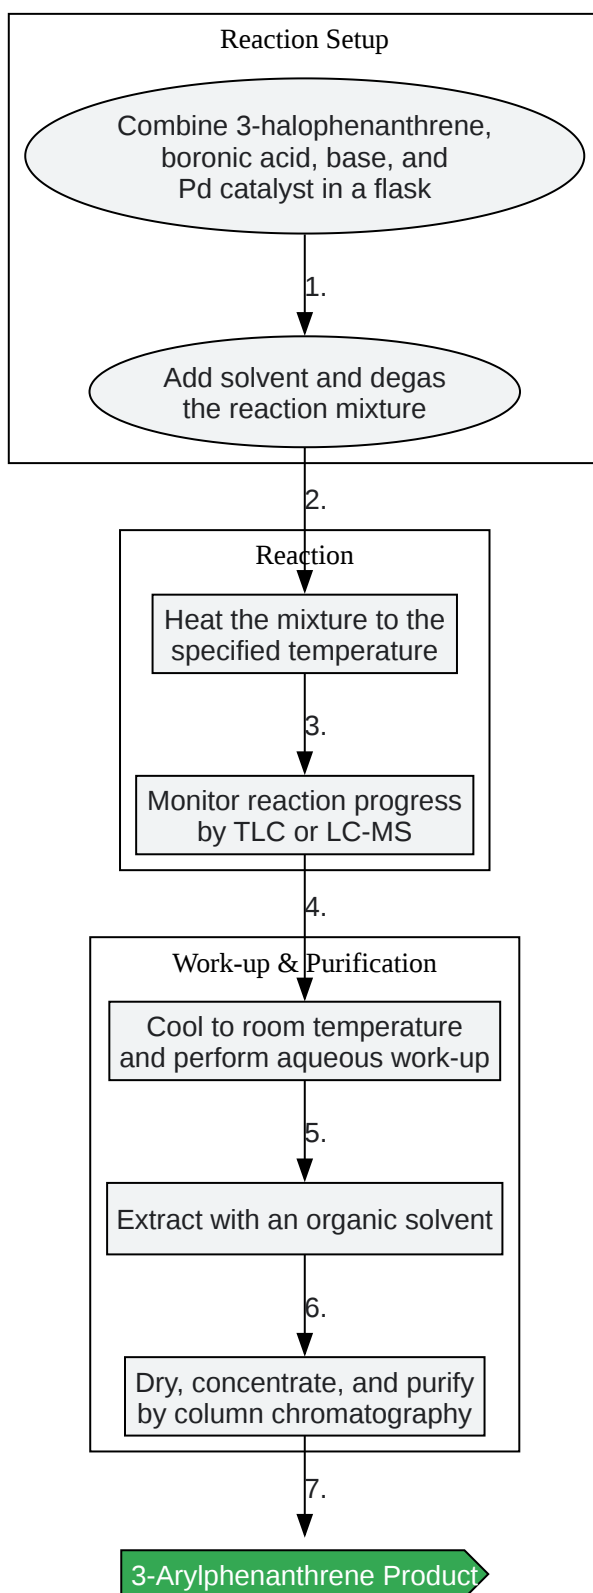 Reaction Setup
Combine 3-halophenanthrene,
boronic acid, base, and
Pd catalyst in a flask
1.
Add solvent and degas
the reaction mixture
2.
Reaction
Heat the mixture to the
specified temperature
3.
Monitor reaction progress
by TLC or LC-MS
4.
Work-up & Purification
Cool to room temperature
and perform aqueous work-up
5.
Extract with an organic solvent
6.
Dry, concentrate, and purify
by column chromatography
7.
3-Arylphenanthrene Product